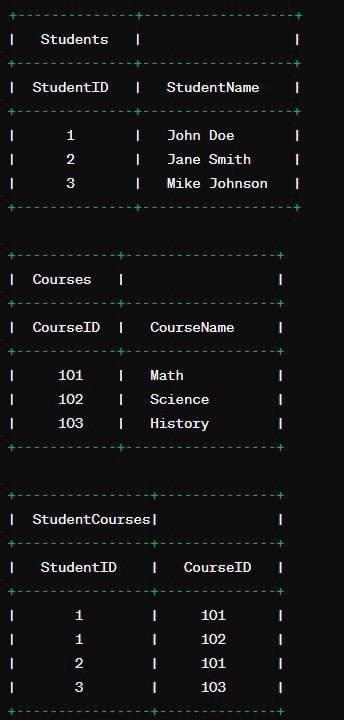 +--------------+------------------+
|   Students   |                  |
+--------------+------------------+
|  StudentID   |   StudentName    |
+--------------+------------------+
|      1       |   John Doe       |
|      2       |   Jane Smith     |
|      3       |   Mike Johnson   |
+--------------+------------------+
+------------+------------------+
|  Courses   |                  |
+------------+------------------+
|  CourseID  |   CourseName     |
+------------+------------------+
|     101    |   Math           |
|     102    |   Science        |
|     103    |   History        |
+------------+------------------+
+----------------+--------------+
|  StudentCourses|              |
+----------------+--------------+
|   StudentID    |   CourseID   |
+----------------+--------------+
|       1        |     101      |
|       1        |     102      |
|       2        |     101      |
|       3        |     103      |
+----------------+--------------+